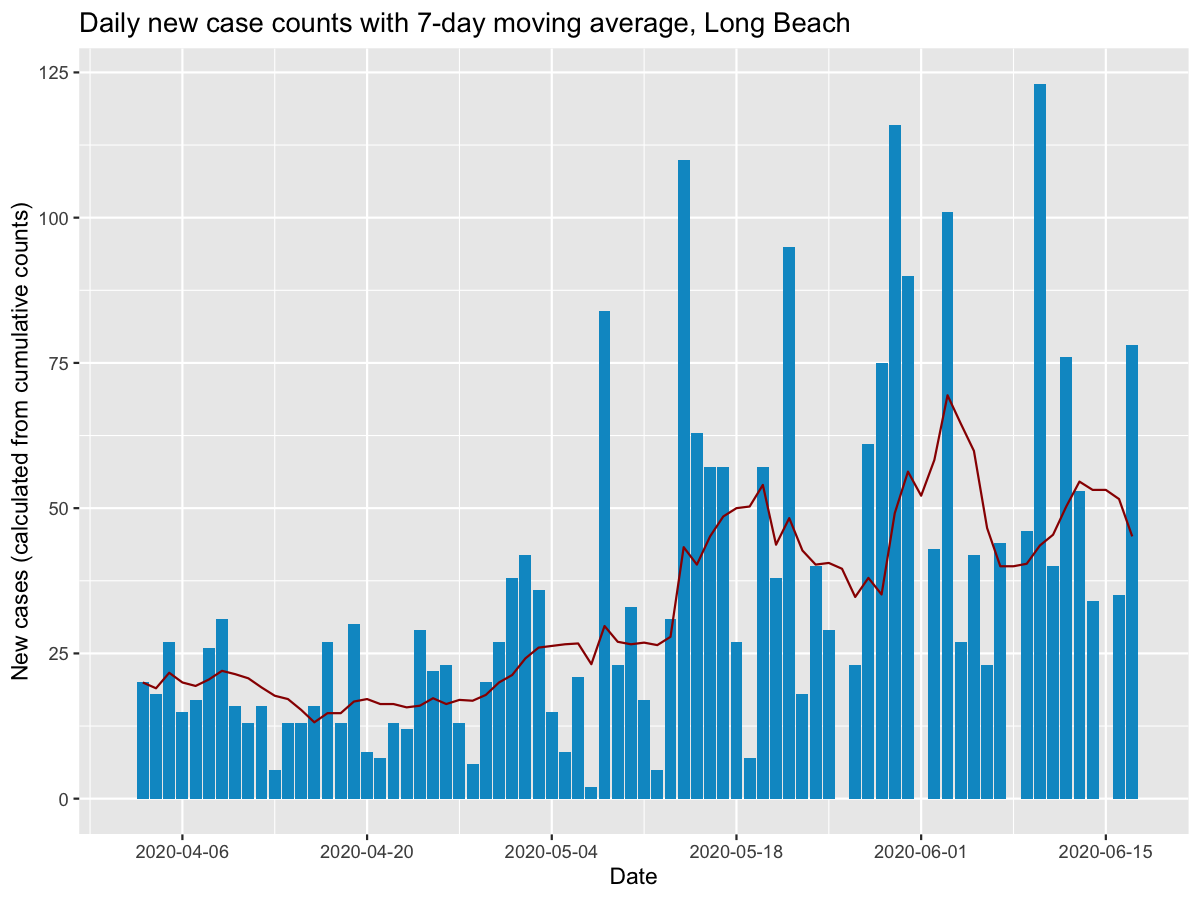 Daily new case counts with 7-day moving average, Long Beach
New cases (calculated from cumulative counts)
125
100
75
50
25
0
2020-04-06 2020-04-20 2020-05-04 2020-05-18 2020-06-01 2020-06-15
Date